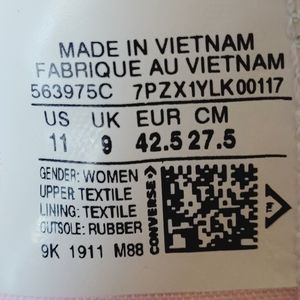 MADE IN VIETNAM
FABRIQUE AU VIETNAM
563975C 7PZX1YLK00117
US UK EUR CM
11 9 42.5 27.5
GENDER: WOMEN
UPPER: TEXTILE
LINING: TEXTILE
OUTSOLE: RUBBER
CONVERSE
9K 1911 M88